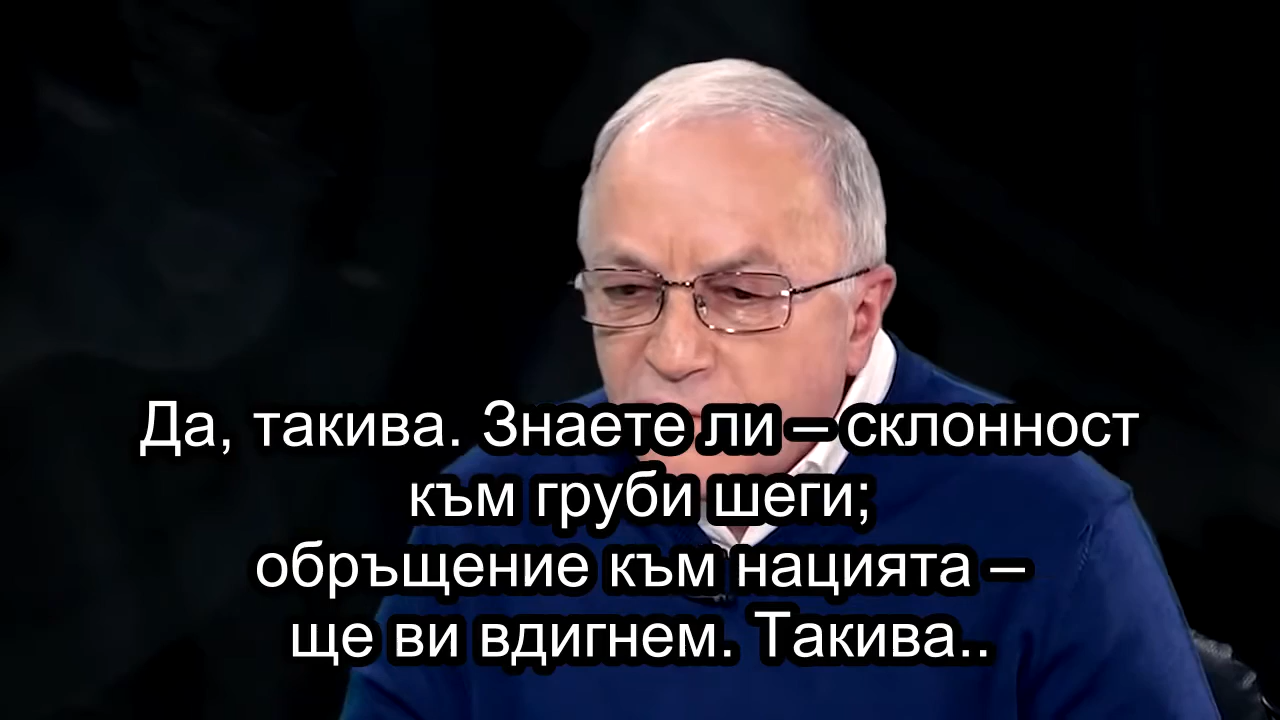 Да, такива. Знаете ли – склонност
към груби шеги;
обръщение към нацията –
ще ви вдигнем. Такива..